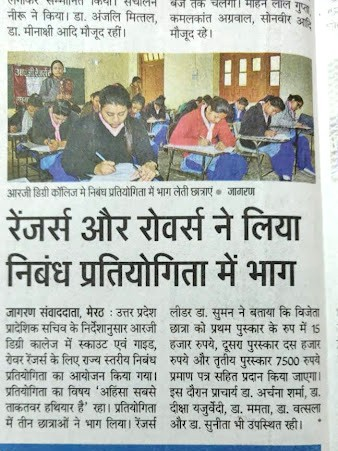 लगाकर सम्मानित किया। संचालन
नीरू ने किया। डा. अंजलि मित्तल,
डा. मीनाक्षी आदि मौजूद रहीं।
बजे तक चलेगी। मोहन लाल गुप्ता,
कमलकांत अग्रवाल, सोनवीर आदि
मौजूद रहे।
आरजी डिग्री कॉलिज मे निबंध प्रतियोगिता में भाग लेती छात्राएं ● जागरण
रेंजर्स और रोवर्स ने लिया
निबंध प्रतियोगिता में भाग
जागरण संवाददाता, मेरठ : उत्तर प्रदेश
प्रादेशिक सचिव के निर्देशानुसार आरजी
डिग्री कालेज में स्काउट एवं गाइड,
रोवर रेंजर्स के लिए राज्य स्तरीय निबंध
प्रतियोगिता का आयोजन किया गया।
प्रतियोगिता का विषय 'अहिंसा सबसे
ताकतवर हथियार है' रहा। प्रतियोगिता
में तीन छात्राओं ने भाग लिया। रेंजर्स
लीडर डा. सुमन ने बताया कि विजेता
छात्रा को प्रथम पुस्कार के रुप में 15
हजार रुपये, दूसरा पुरस्कार दस हजार
रुपये और तृतीय पुरस्कार 7500 रुपये
प्रमाण पत्र सहित प्रदान किया जाएगा।
इस दौरान प्राचार्य डा. अर्चना शर्मा, डा.
दीक्षा यजुर्वेदी, डा. ममता, डा. वत्सला
और डा. सुनीता भी उपस्थित रही।